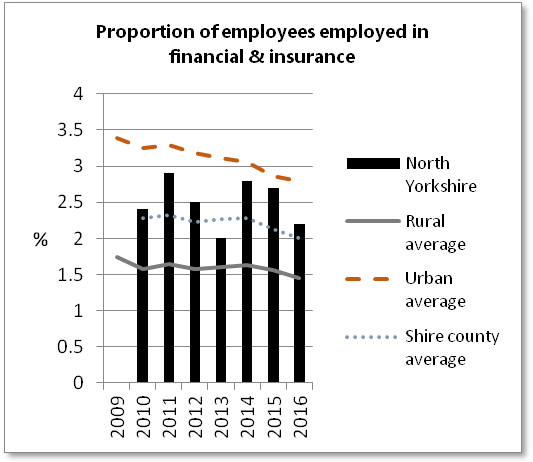 Proportion of employees employed in
financial & insurance
4
3.5
3
2.5
2
1.5
1
0.5
0
%
2009
2010
2011
2012
2013
2014
2015
2016
North
Yorkshire
Rural
average
Urban
average
Shire county
average